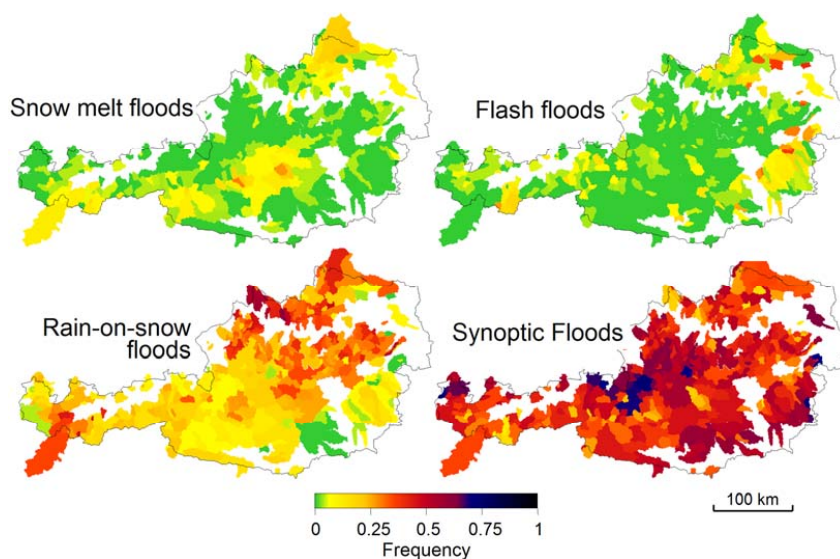 Snow melt floods
Flash floods
Rain-on-snow
floods
Synoptic Floods
0 0.25 0.5 0.75 1
Frequency
100 km